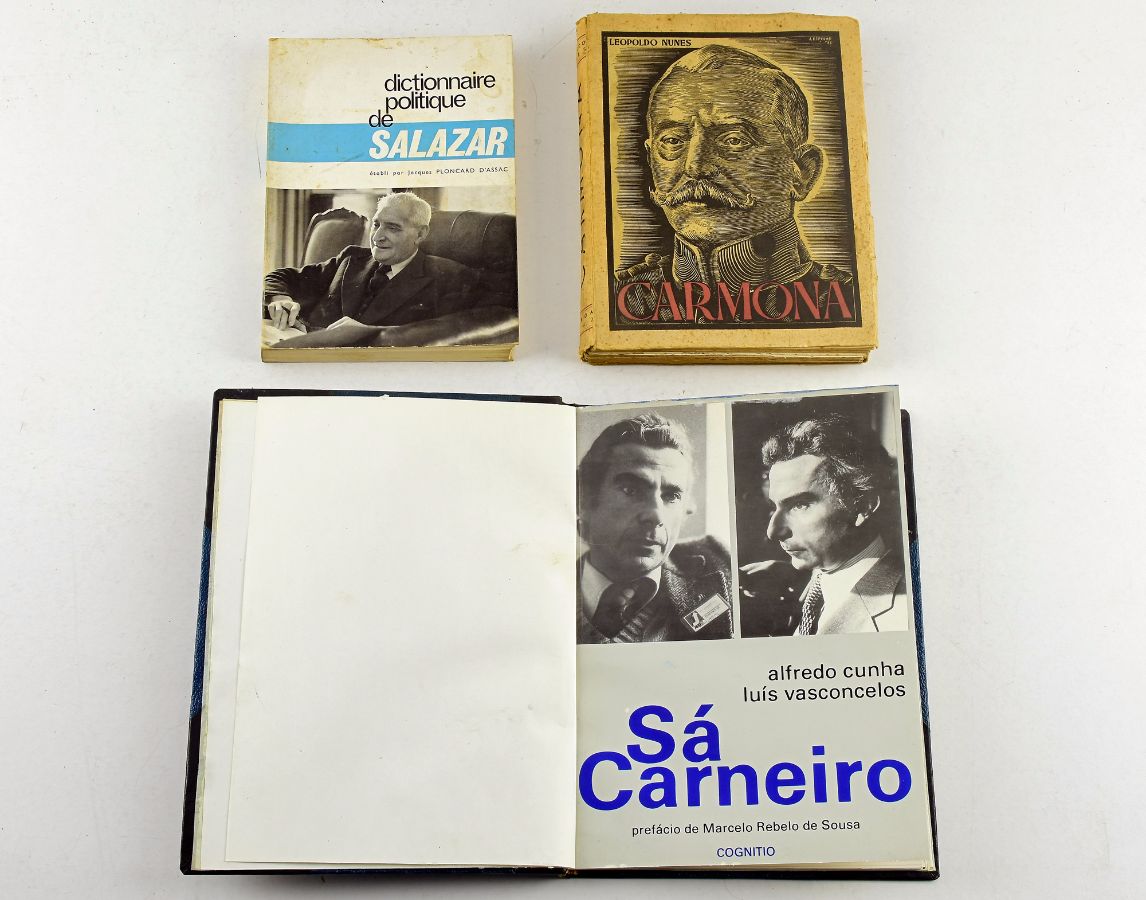 dictionnaire
politique
de
SALAZAR
établi par Jacques PLONCARD D'ASSAC
LEOPOLDO NUNES
CARMONA
alfredo cunha
luís vasconcelos
Sá
Carneiro
prefácio de Marcelo Rebelo de Sousa
COGNITIO